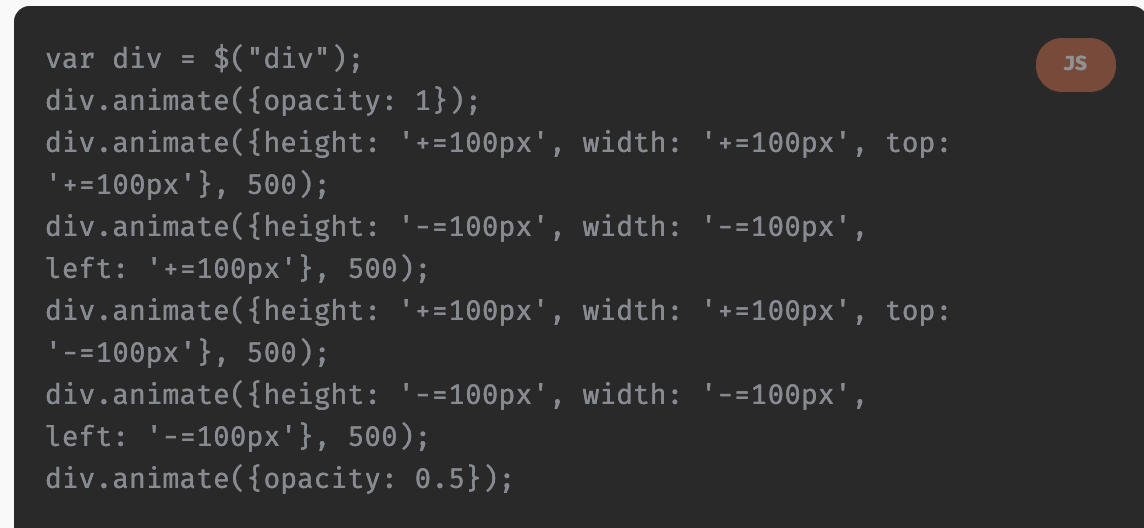 var div = $("div");
JS
div.animate({opacity: 1});
div.animate({height: '+=100px', width: '+=100px', top:
'+=100px'}, 500);
div.animate({height: '-=100px', width: '-=100px',
left: '+=100px'}, 500);
div.animate({height: '+=100px', width: '+=100px', top:
'-=100px'}, 500);
div.animate({height: '-=100px', width: '-=100px',
left: '-=100px'}, 500);
div.animate({opacity: 0.5});